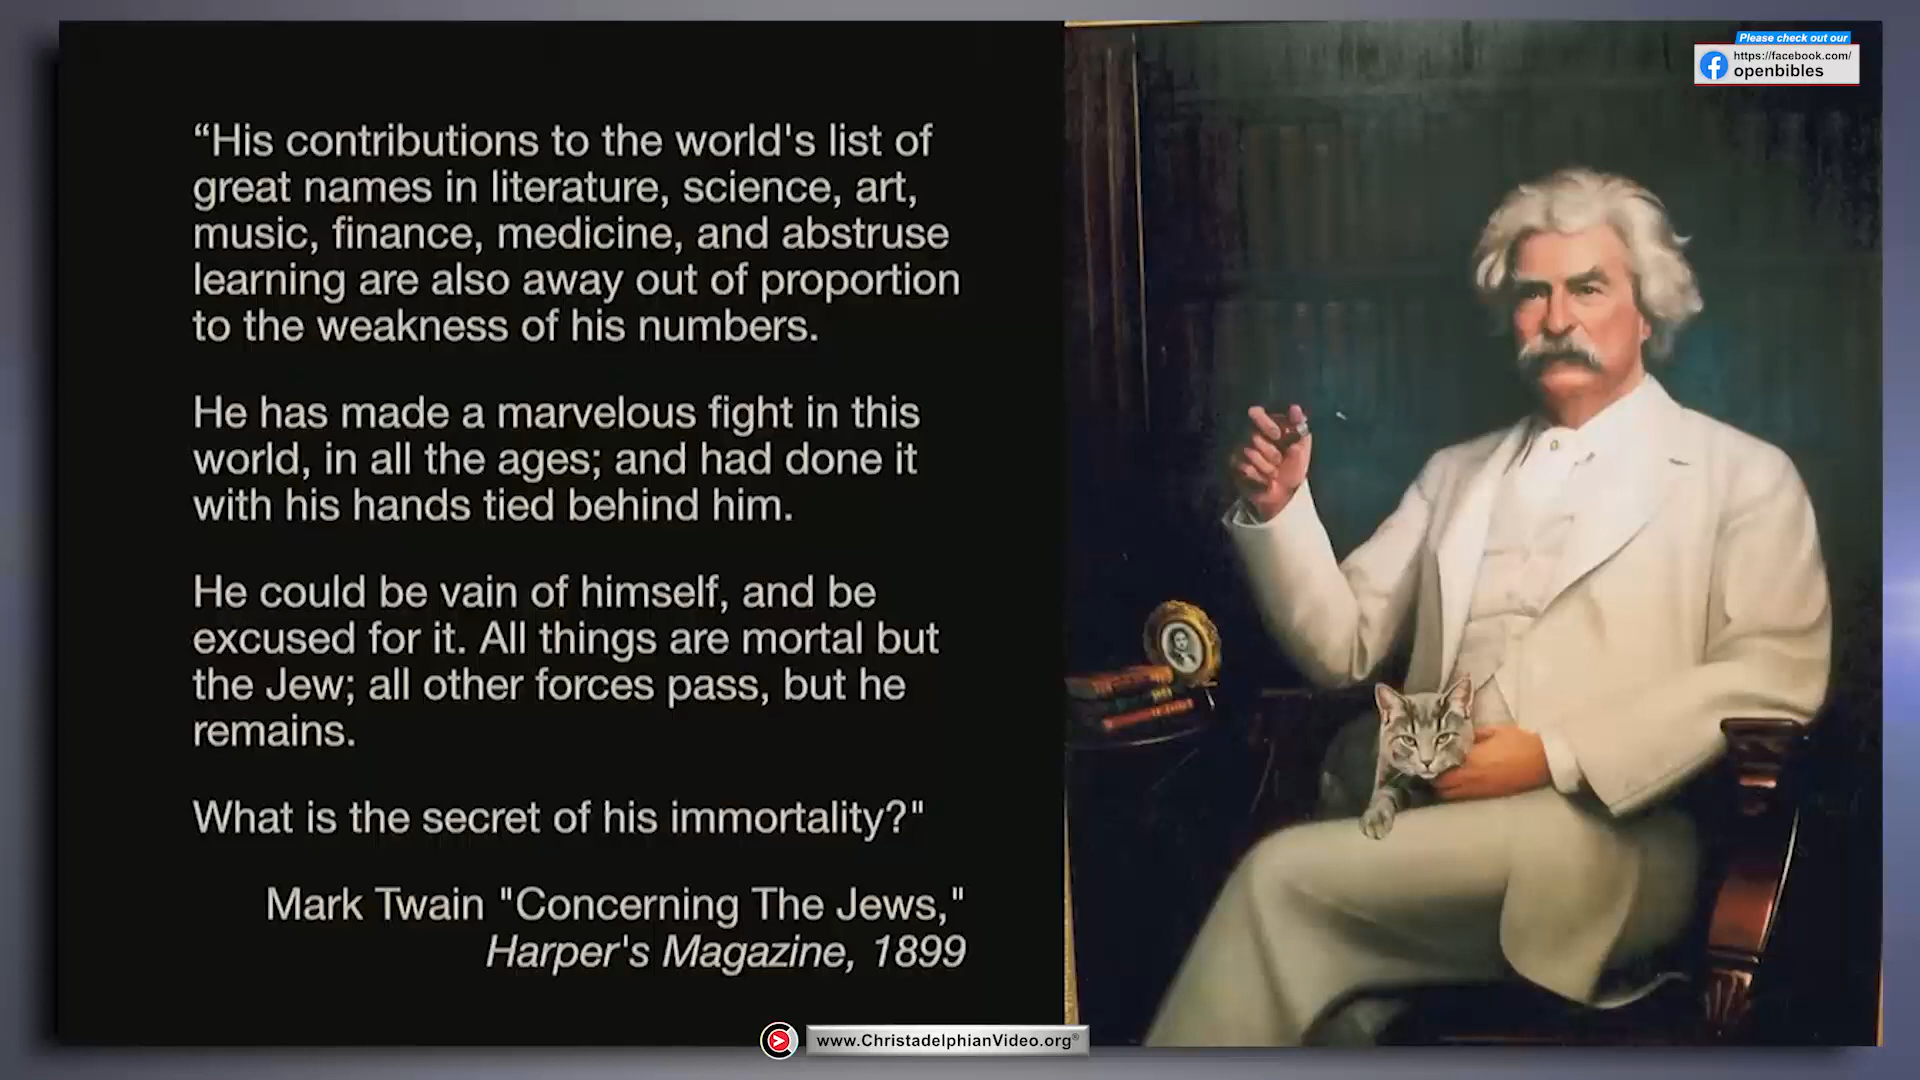 Please check out our
https://facebook.com/
openbibles
“His contributions to the world's list of
great names in literature, science, art,
music, finance, medicine, and abstruse
learning are also away out of proportion
to the weakness of his numbers.
He has made a marvelous fight in this
world, in all the ages; and had done it
with his hands tied behind him.
He could be vain of himself, and be
excused for it. All things are mortal but
the Jew; all other forces pass, but he
remains.
What is the secret of his immortality?"
Mark Twain "Concerning The Jews,"
Harper's Magazine, 1899
www.ChristadelphianVideo.org®